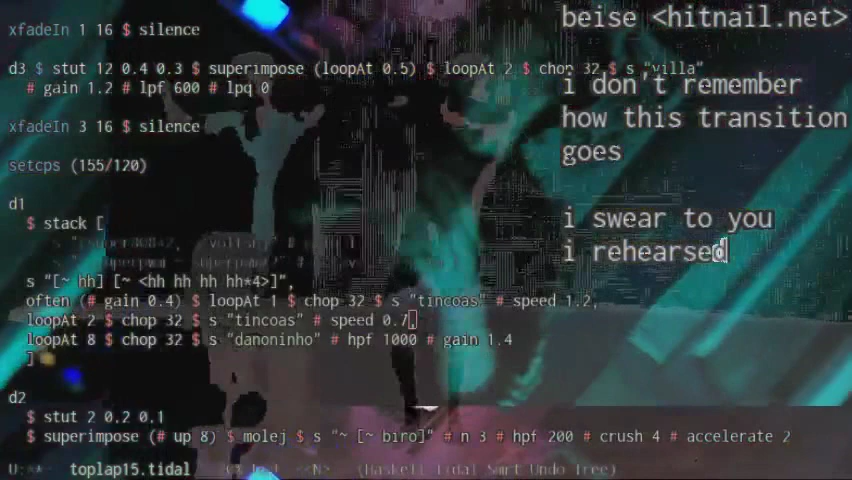 xfadeIn 1 16 $ silence
d3 $ stut 12 0.4 0.3 $ superimpose (loopAt 0.5) $ loopAt 2 $ chop 32 $ s "villa"
# gain 1.2 # lpf 600 # lpq 0
xfadeIn 3 16 $ silence
setcps (155/120)
d1
$ stack [
s "[~ hh] [~ <hh hh hh hh*4>]",
often (# gain 0.4) $ loopAt 1 $ chop 32 $ s "tincoas" # speed 1.2,
loopAt 2 $ chop 32 $ s "tincoas" # speed 0.7,
loopAt 8 $ chop 32 $ s "danoninho" # hpf 1000 # gain 1.4
]
d2
$ stut 2 0.2 0.1
$ superimpose (# up 8) $ molej $ s "~ [~ biro]" # n 3 # hpf 200 # crush 4 # accelerate 2
toplap15.tidal <N> (Haskell Tidal Smrt Undo Tree)
beise <hitnail.net>
i don't remember
how this transition
goes
i swear to you
i rehearsed